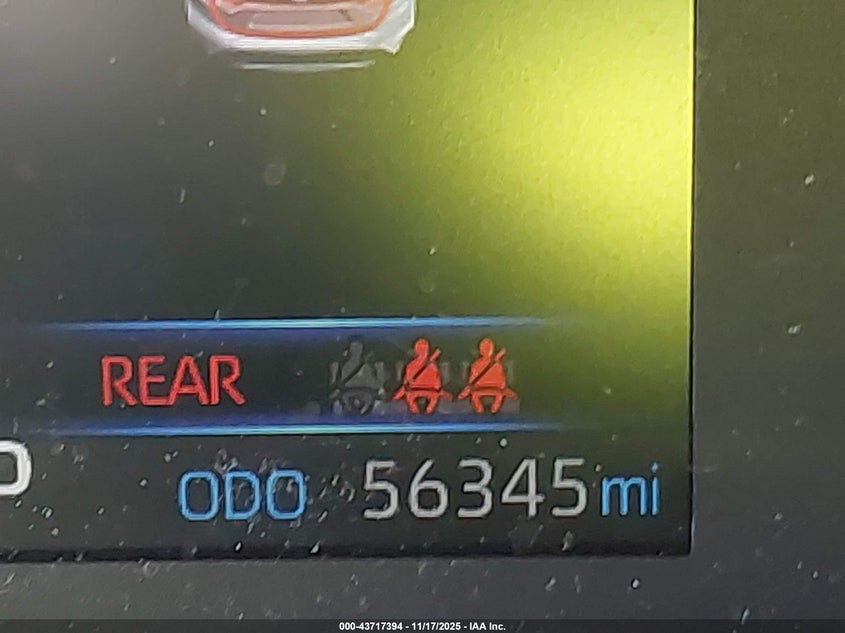 REAR
ODO 56345 mi
000-43717394 - 11/17/2025 - IAA Inc.